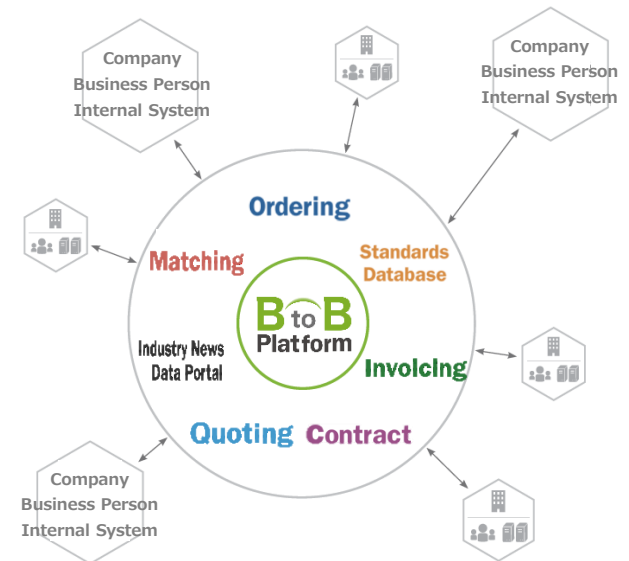 Company
Business Person
Internal System
Company
Business Person
Internal System
Ordering
Matching
Standards
Database
B to B
Platform
Industry News
Data Portal
Invoicing
Quoting
Contract
Company
Business Person
Internal System